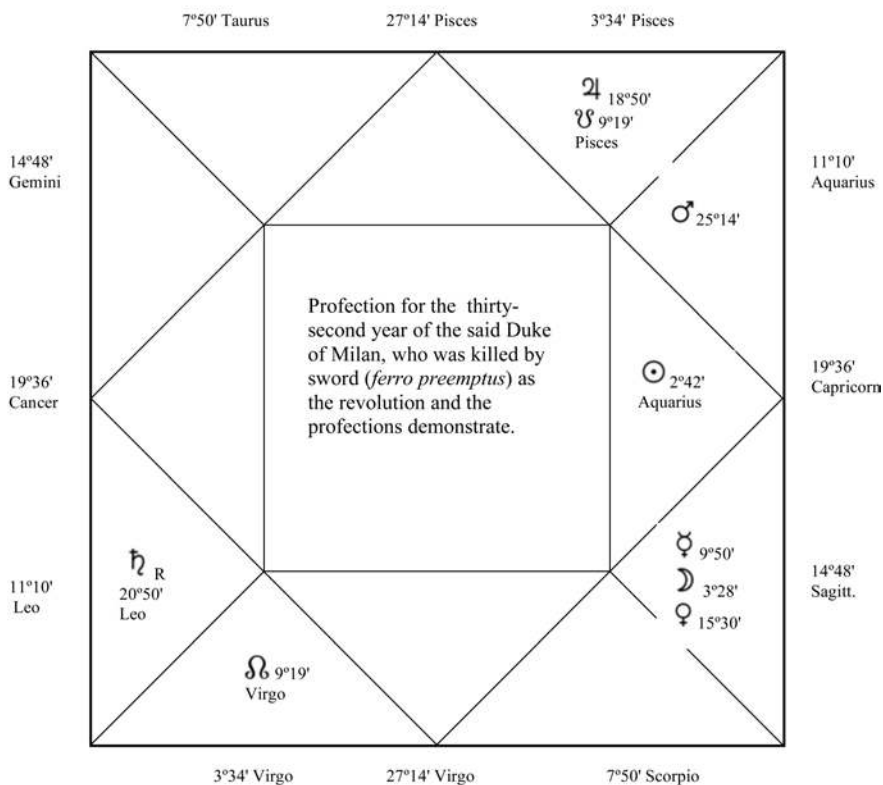 7º50' Taurus
27º14' Pisces
3º34' Pisces
♃ 18º50'
☋ 9º19'
Pisces
14º48'
Gemini
11º10'
Aquarius
♂ 25º14'
Profection for the thirty-
second year of the said Duke
of Milan, who was killed by
sword (ferro preemptus) as
the revolution and the
profections demonstrate.
19º36'
Cancer
☉ 2º42'
Aquarius
19º36'
Capricorn
♄ R
20º50'
Leo
11º10'
Leo
☿ 9º50'
☽ 3º28'
♀ 15º30'
14º48'
Sagitt.
☊ 9º19'
Virgo
3º34' Virgo
27º14' Virgo
7º50' Scorpio